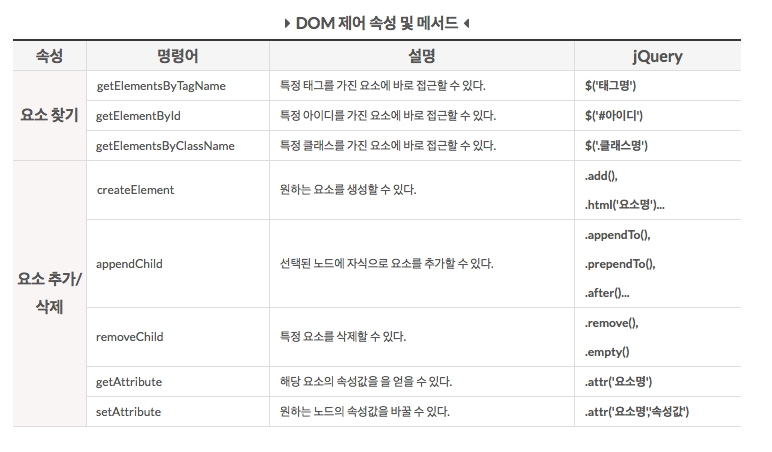 DOM 제어 속성 및 메서드
속성 명령어 설명 jQuery
요소 찾기
getElementsByTagName 특정 태그를 가진 요소에 바로 접근할 수 있다. $('태그명')
getElementById 특정 아이디를 가진 요소에 바로 접근할 수 있다. $('#아이디')
getElementsByClassName 특정 클래스를 가진 요소에 바로 접근할 수 있다. $('.클래스명')
요소 추가/
삭제
createElement 원하는 요소를 생성할 수 있다. .add(),
.html('요소명')...
appendChild 선택된 노드에 자식으로 요소를 추가할 수 있다. .appendTo(),
.prependTo(),
.after()...
removeChild 특정 요소를 삭제할 수 있다. .remove(),
.empty()
getAttribute 해당 요소의 속성값을 을 얻을 수 있다. .attr('요소명')
setAttribute 원하는 노드의 속성값을 바꿀 수 있다. .attr('요소명','속성값')